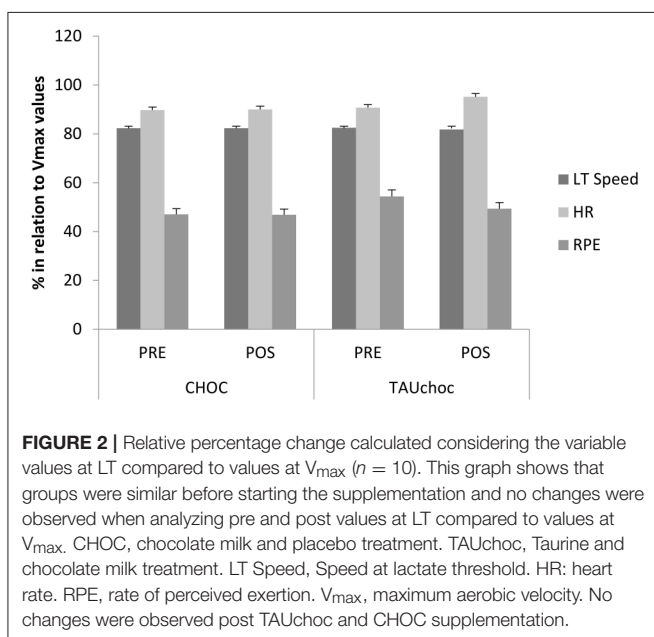 120
100
80
60
40
20
0
% in relation to Vmax values
PRE
POS
PRE
POS
CHOC
TAUchoc
LT Speed
HR
RPE
FIGURE 2 | Relative percentage change calculated considering the variable
values at LT compared to values at Vmax (n = 10). This graph shows that
groups were similar before starting the supplementation and no changes were
observed when analyzing pre and post values at LT compared to values at
Vmax. CHOC, chocolate milk and placebo treatment. TAUchoc, Taurine and
chocolate milk treatment. LT Speed, Speed at lactate threshold. HR: heart
rate. RPE, rate of perceived exertion. Vmax, maximum aerobic velocity. No
changes were observed post TAUchoc and CHOC supplementation.